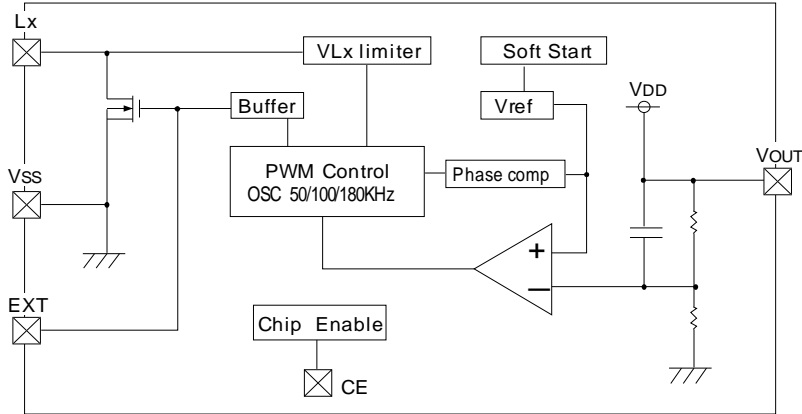 Lx
VLx limiter
Soft Start
Buffer
Vref
VDD
VSS
PWM Control
OSC 50/100/180KHz
Phase comp
VOUT
+
−
EXT
Chip Enable
CE